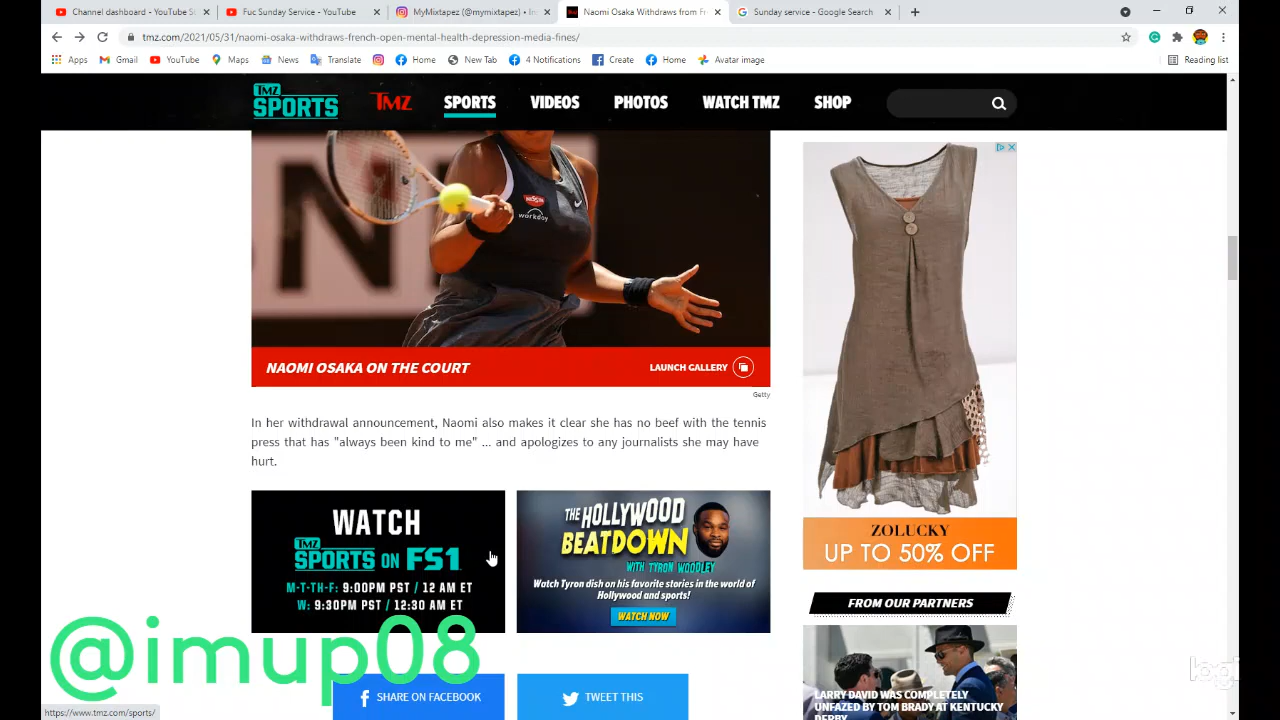 Channel dashboard - YouTube S
Fuc Sunday Service - YouTube
MyMixtapez (@mymixtapez) • In
Naomi Osaka Withdraws from Fr
Sunday service - Google Search
tmz.com/2021/05/31/naomi-osaka-withdraws-french-open-mental-health-depression-media-fines/
Apps
Gmail
YouTube
Maps
News
Translate
Home
New Tab
4 Notifications
Create
Home
Avatar image
Reading list
TMZ
SPORTS
TMZ
SPORTS
VIDEOS
PHOTOS
WATCH TMZ
SHOP
workday
NAOMI OSAKA ON THE COURT
LAUNCH GALLERY
Getty
In her withdrawal announcement, Naomi also makes it clear she has no beef with the tennis
press that has "always been kind to me" ... and apologizes to any journalists she may have
hurt.
WATCH
TMZ
SPORTS ON FS1
M-T-TH-F: 9:00PM PST / 12 AM ET
W: 9:30PM PST / 12:30 AM ET
THE HOLLYWOOD
BEATDOWN
WITH TYRON WOODLEY
Watch Tyron dish on his favorite stories in the world of
Hollywood and sports!
WATCH NOW
ZOLUCKY
UP TO 50% OFF
FROM OUR PARTNERS
LARRY DAVID WAS COMPLETELY
UNFAZED BY TOM BRADY AT KENTUCKY
DERBY
@imup08
SHARE ON FACEBOOK
TWEET THIS
https://www.tmz.com/sports/